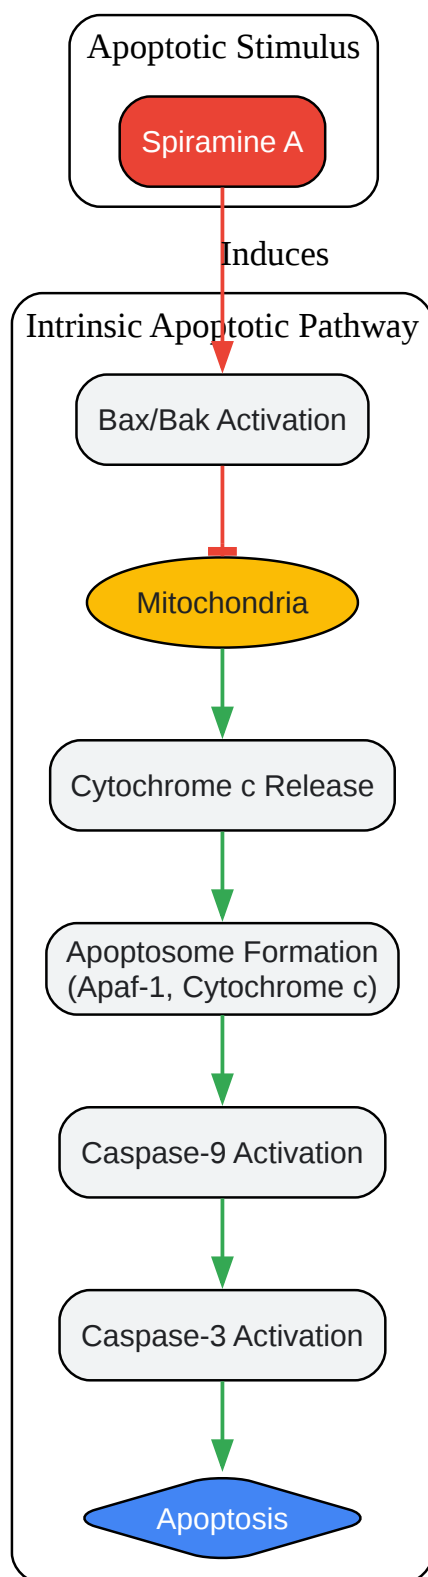 Apoptotic Stimulus
Spiramine A
Induces
Intrinsic Apoptotic Pathway
Bax/Bak Activation
Mitochondria
Cytochrome c Release
Apoptosome Formation
(Apaf-1, Cytochrome c)
Caspase-9 Activation
Caspase-3 Activation
Apoptosis